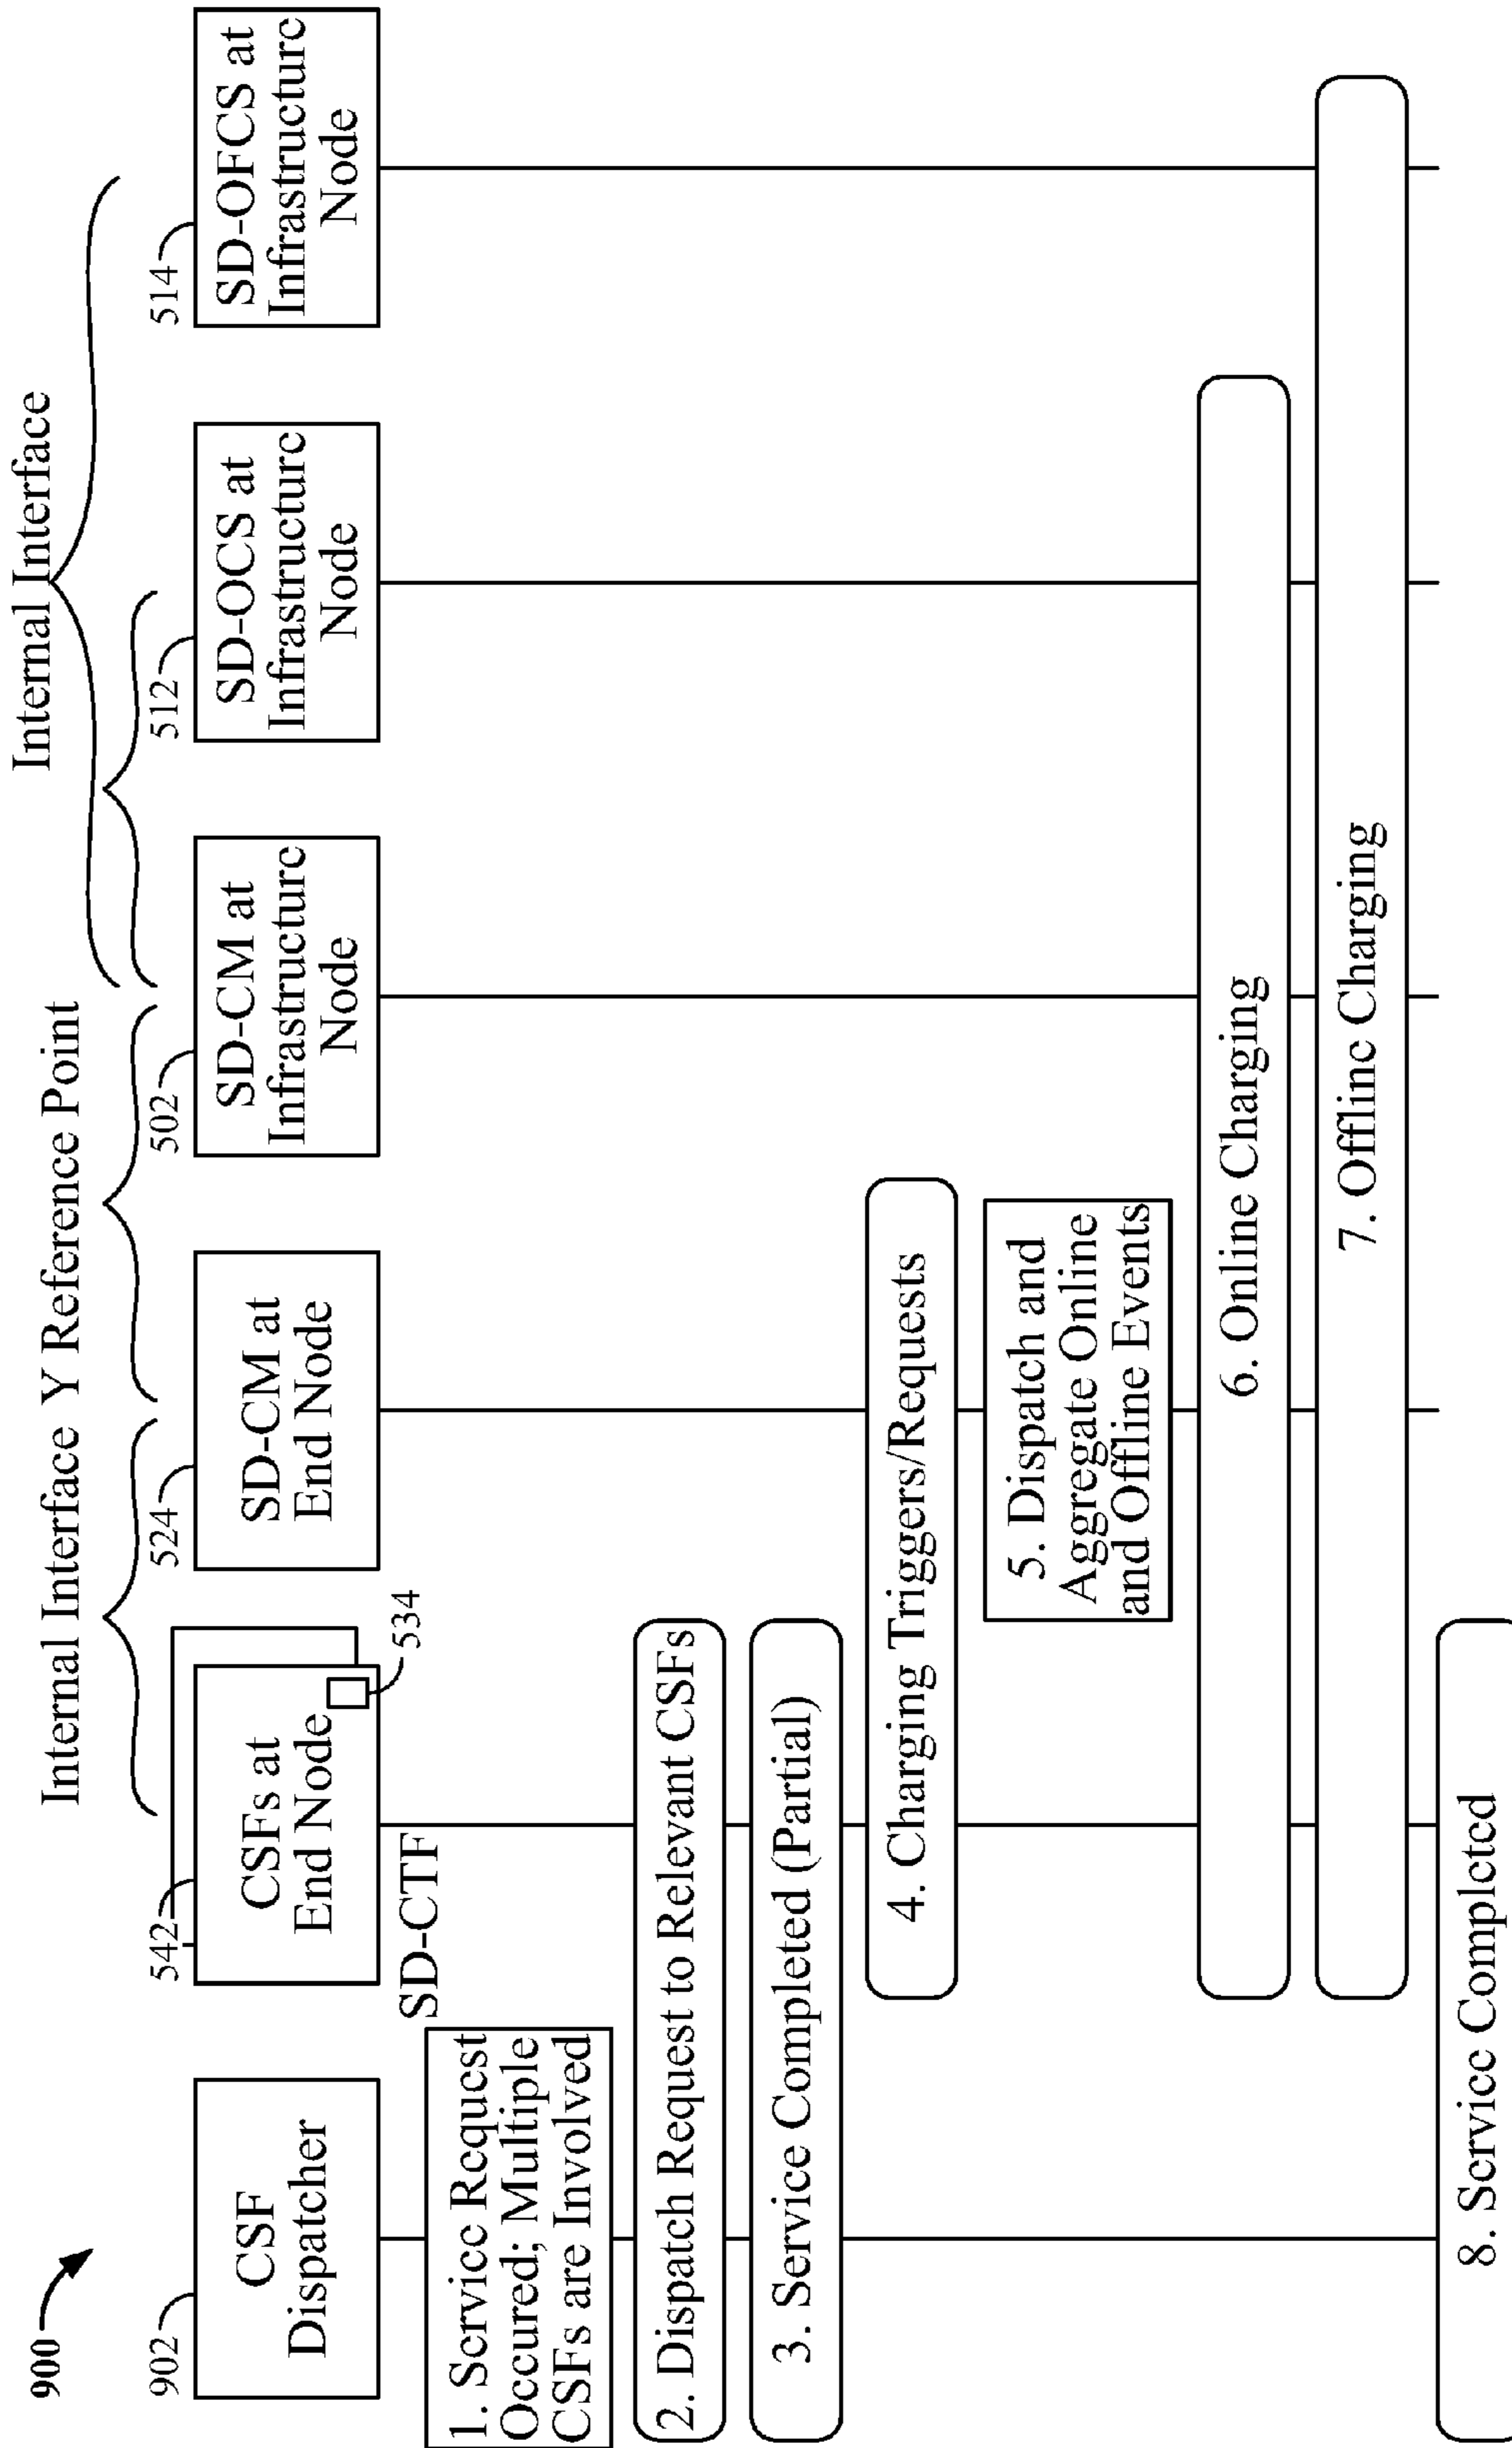 900
Internal Interface
Internal Interface
Y Reference Point
902
542
524
502
512
514
CSF
Dispatcher
CSFs at
End Node
534
SD-CM at
End Node
SD-CM at
Infrastructure
Node
SD-OCS at
Infrastructure
Node
SD-OFCS at
Infrastructure
Node
SD-CTF
1. Service Request
Occured; Multiple
CSFs are Involved
2. Dispatch Request to Relevant CSFs
3. Service Completed (Partial)
4. Charging Triggers/Requests
5. Dispatch and
Aggregate Online
and Offline Events
6. Online Charging
7. Offline Charging
8. Service Completed